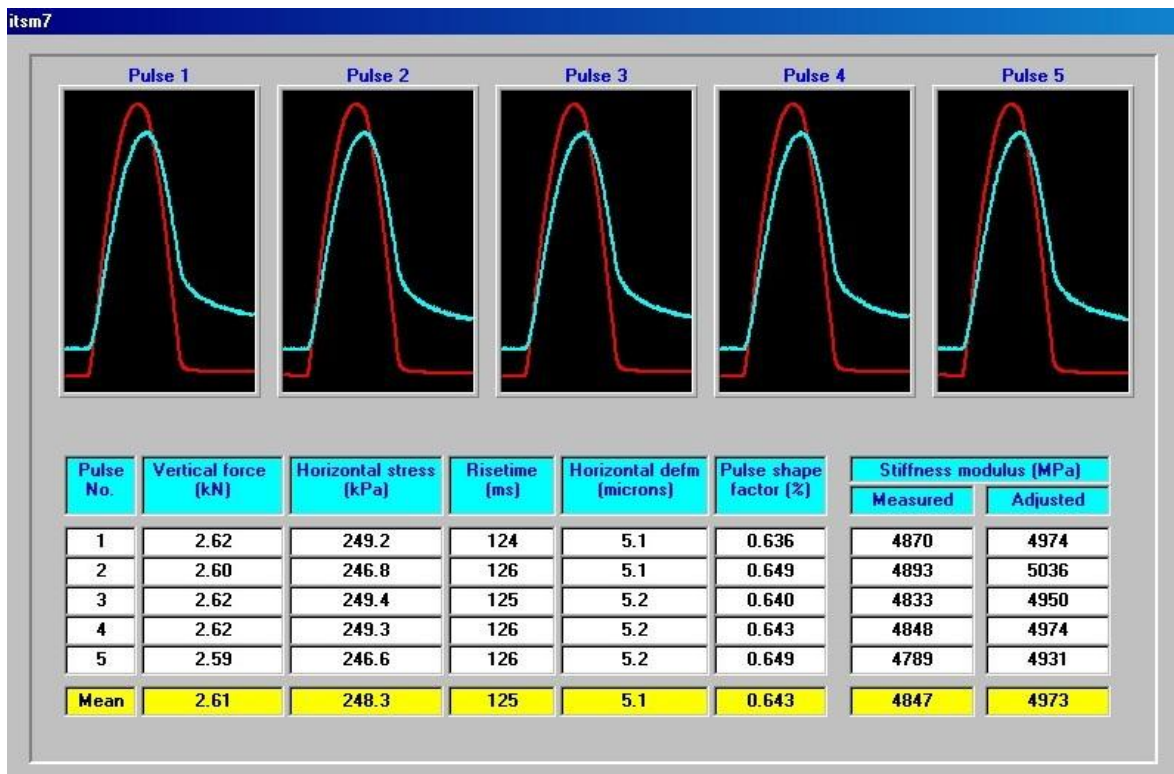 itsm7
Pulse 1 Pulse 2 Pulse 3 Pulse 4 Pulse 5
Pulse No. Vertical force (kN) Horizontal stress (kPa) Risetime (ms) Horizontal defm (microns) Pulse shape factor (%) Stiffness modulus (MPa)
Measured Adjusted
1 2.62 249.2 124 5.1 0.636 4870 4974
2 2.60 246.8 126 5.1 0.649 4893 5036
3 2.62 249.4 125 5.2 0.640 4833 4950
4 2.62 249.3 126 5.2 0.643 4848 4974
5 2.59 246.6 126 5.2 0.649 4789 4931
Mean 2.61 248.3 125 5.1 0.643 4847 4973